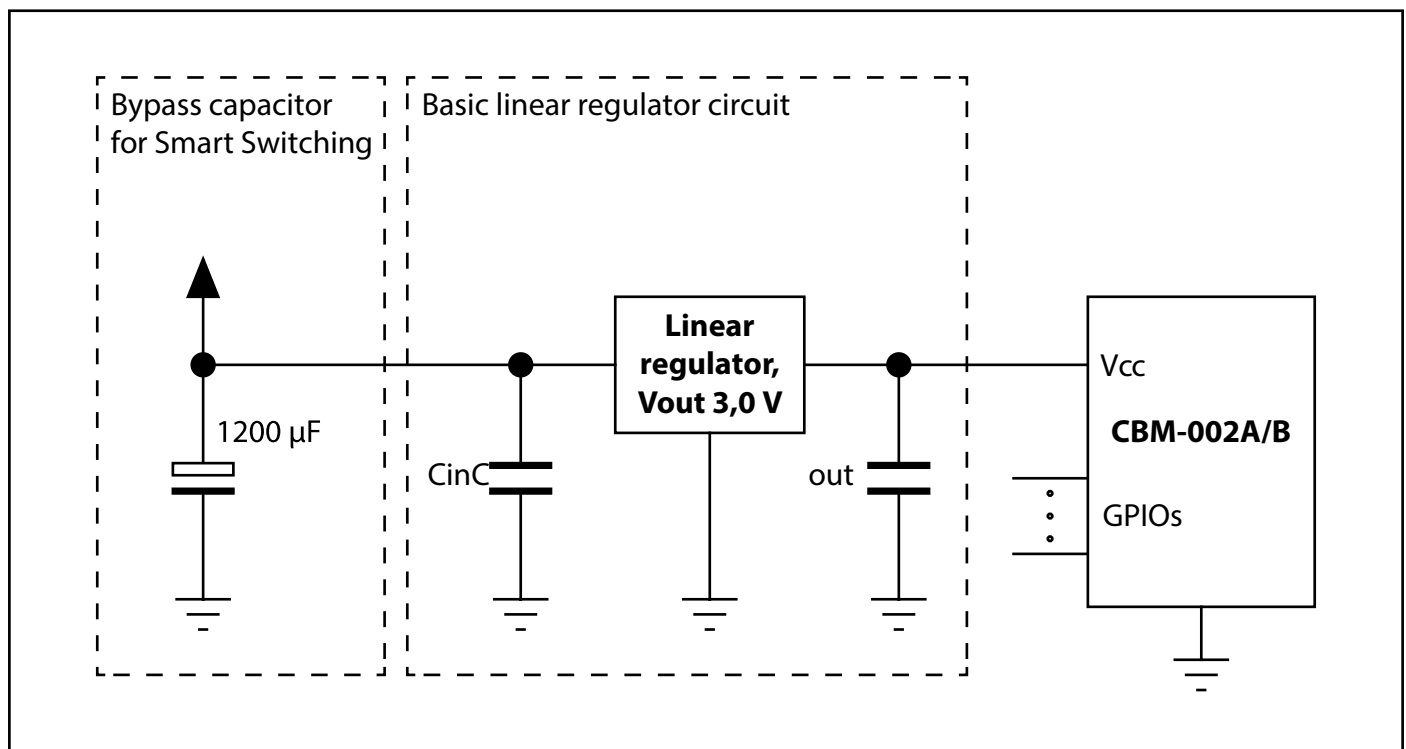 Bypass capacitor
for Smart Switching
Basic linear regulator circuit
Linear
regulator,
Vout 3,0 V
Vcc
1200 µF
CBM-002A/B
CinC
out
GPIOs